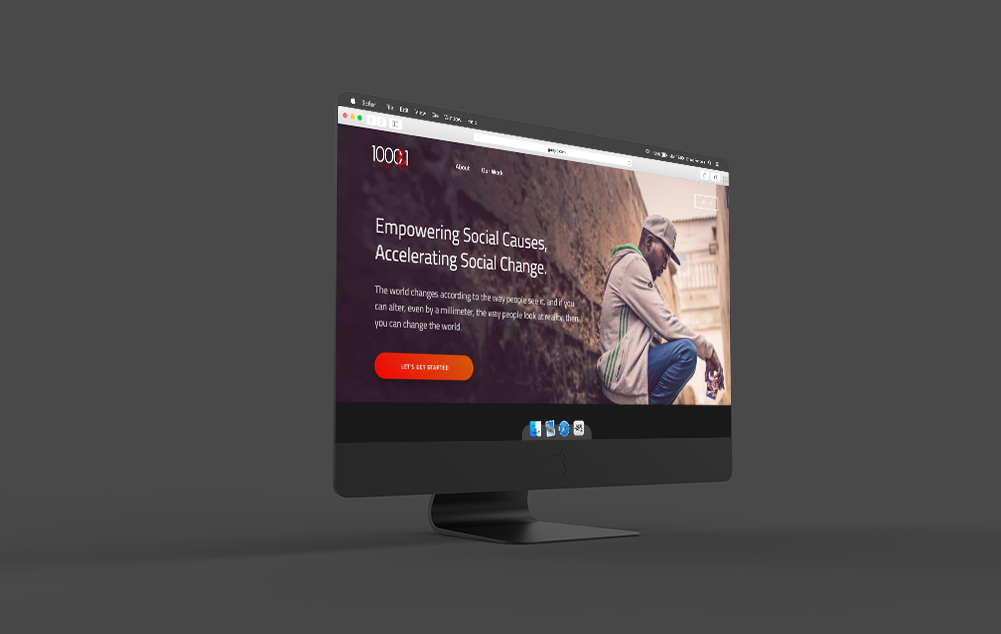 Safari File Edit View Go Window Help
10001
About Our Work
Empowering Social Causes,
Accelerating Social Change.
The world changes according to the way people see it, and if you
can alter, even by a millimeter, the way people look at reality, then
you can change the world.
LET'S GET STARTED